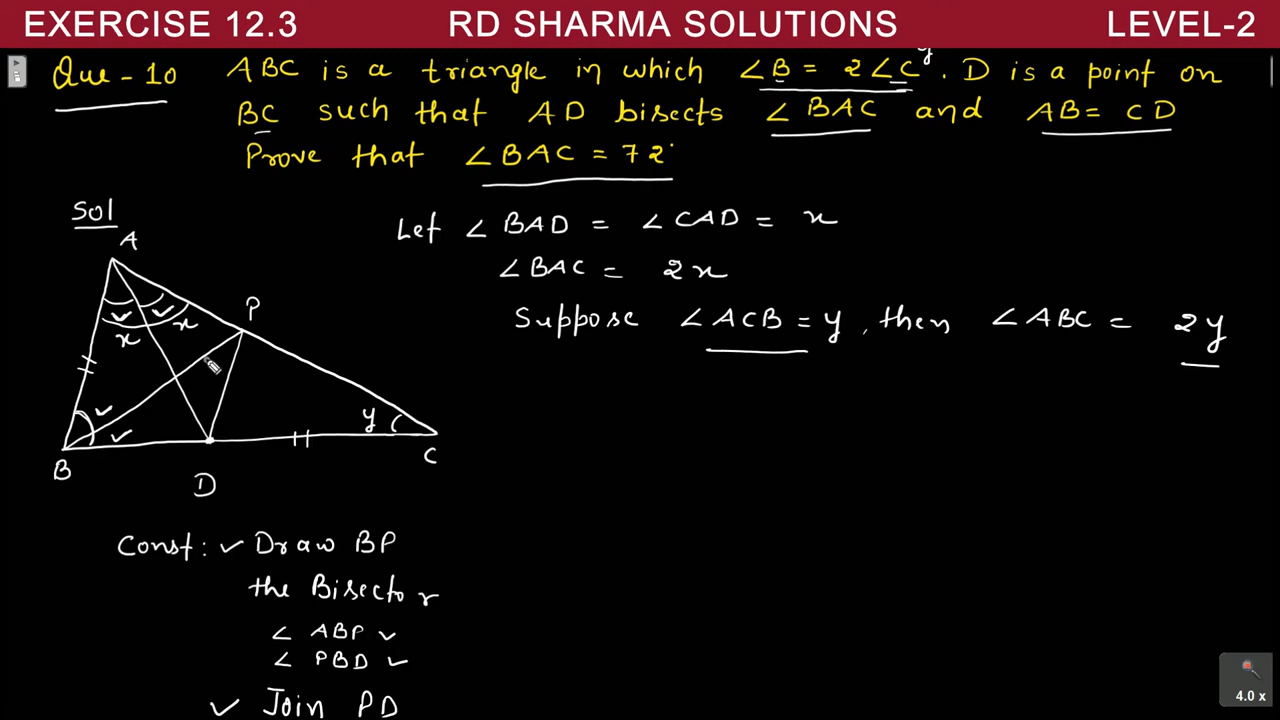 EXERCISE 12.3 RD SHARMA SOLUTIONS LEVEL-2
y
Que - 10 ABC is a triangle in which ∠B = 2∠C. D is a point on
BC such that AD bisects ∠BAC and AB = CD
Prove that ∠BAC = 72°
Sol
Let ∠BAD = ∠CAD = x
A
∠BAC = 2x
P
Suppose ∠ACB = y, then ∠ABC = 2y
x
x
y
B
C
D
Const: ✓ Draw BP
the Bisector
∠ ABP ✓
∠ PBD ✓
✓ Join PD
4.0 x